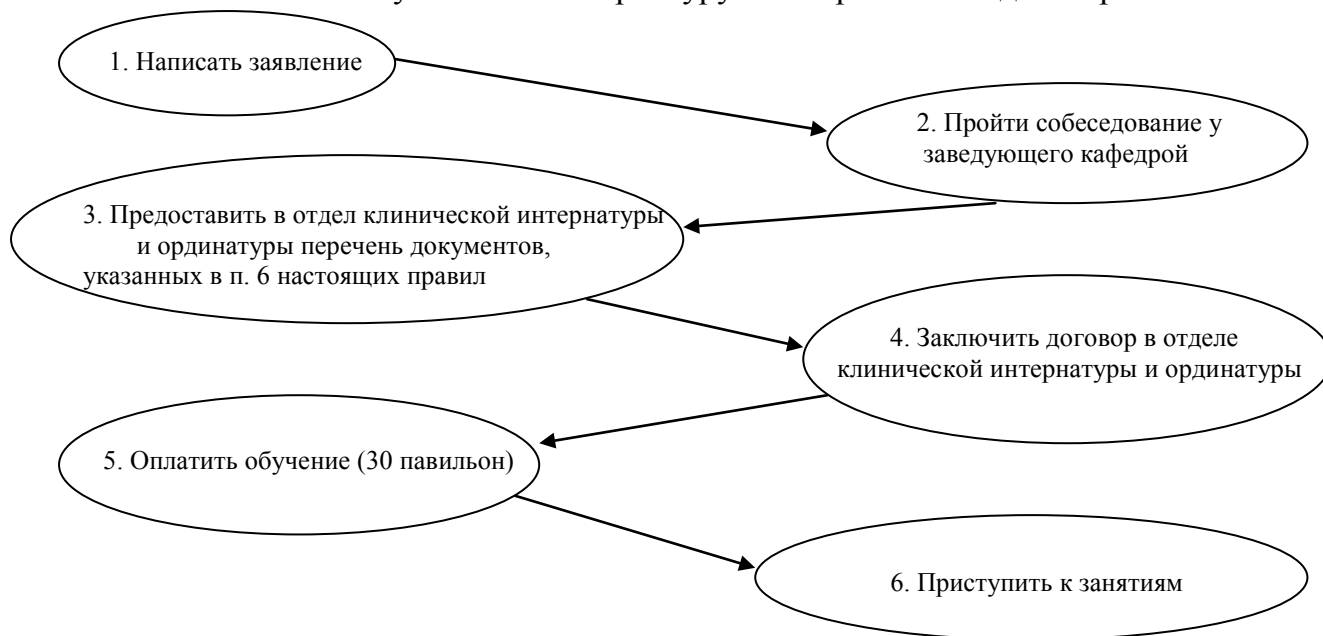 1. Написать заявление
2. Пройти собеседование у
заведующего кафедрой
3. Предоставить в отдел клинической интернатуры
и ординатуры перечень документов,
указанных в п. 6 настоящих правил
4. Заключить договор в отделе
клинической интернатуры и ординатуры
5. Оплатить обучение (30 павильон)
6. Приступить к занятиям